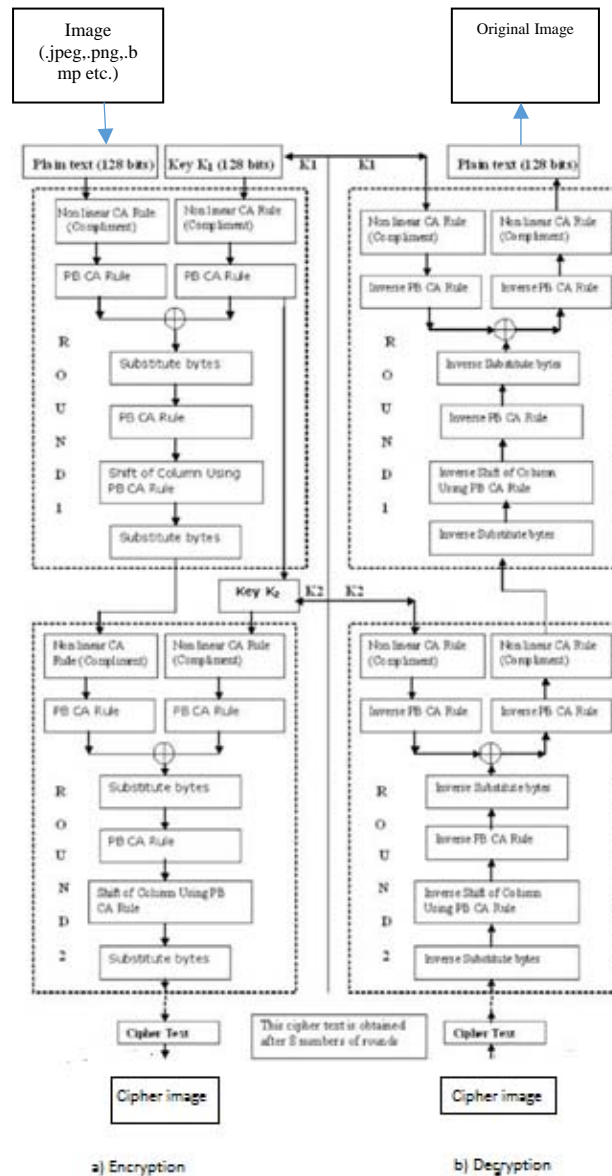 Image
(.jpeg,.png,.b
mp etc.)
Plain text (128 bits)
Key K1 (128 bits)
K1
Non linear CA Rule
(Compliment)
Non linear CA Rule
(Compliment)
PB CA Rule
PB CA Rule
R
O
U
N
D
1
Substitute bytes
PB CA Rule
Shift of Column Using
PB CA Rule
Substitute bytes
Key K2
K2
Non linear CA
Rule (Compliment)
Non linear CA Rule
(Compliment)
PB CA Rule
PB CA Rule
R
O
U
N
D
2
Substitute bytes
PB CA Rule
Shift of Column Using PB
CA Rule
Substitute bytes
Cipher Text
Cipher image
a) Encryption
This cipher text is obtained
after 8 numbers of rounds
Original Image
Plain text (128 bits)
K1
Non linear CA Rule
(Compliment)
Non linear CA Rule
(Compliment)
Inverse PB CA Rule
Inverse PB CA Rule
R
O
U
N
D
1
Inverse Substitute bytes
Inverse PB CA Rule
Inverse Shift of Column
Using PB CA Rule
Inverse Substitute bytes
K2
Non linear CA Rule
(Compliment)
Non linear CA Rule
(Compliment)
Inverse PB CA Rule
Inverse PB CA Rule
R
O
U
N
D
2
Inverse Substitute bytes
Inverse PB CA Rule
Inverse Shift of Column
Using PB CA Rule
Inverse Substitute bytes
Cipher Text
Cipher image
b) Decryption